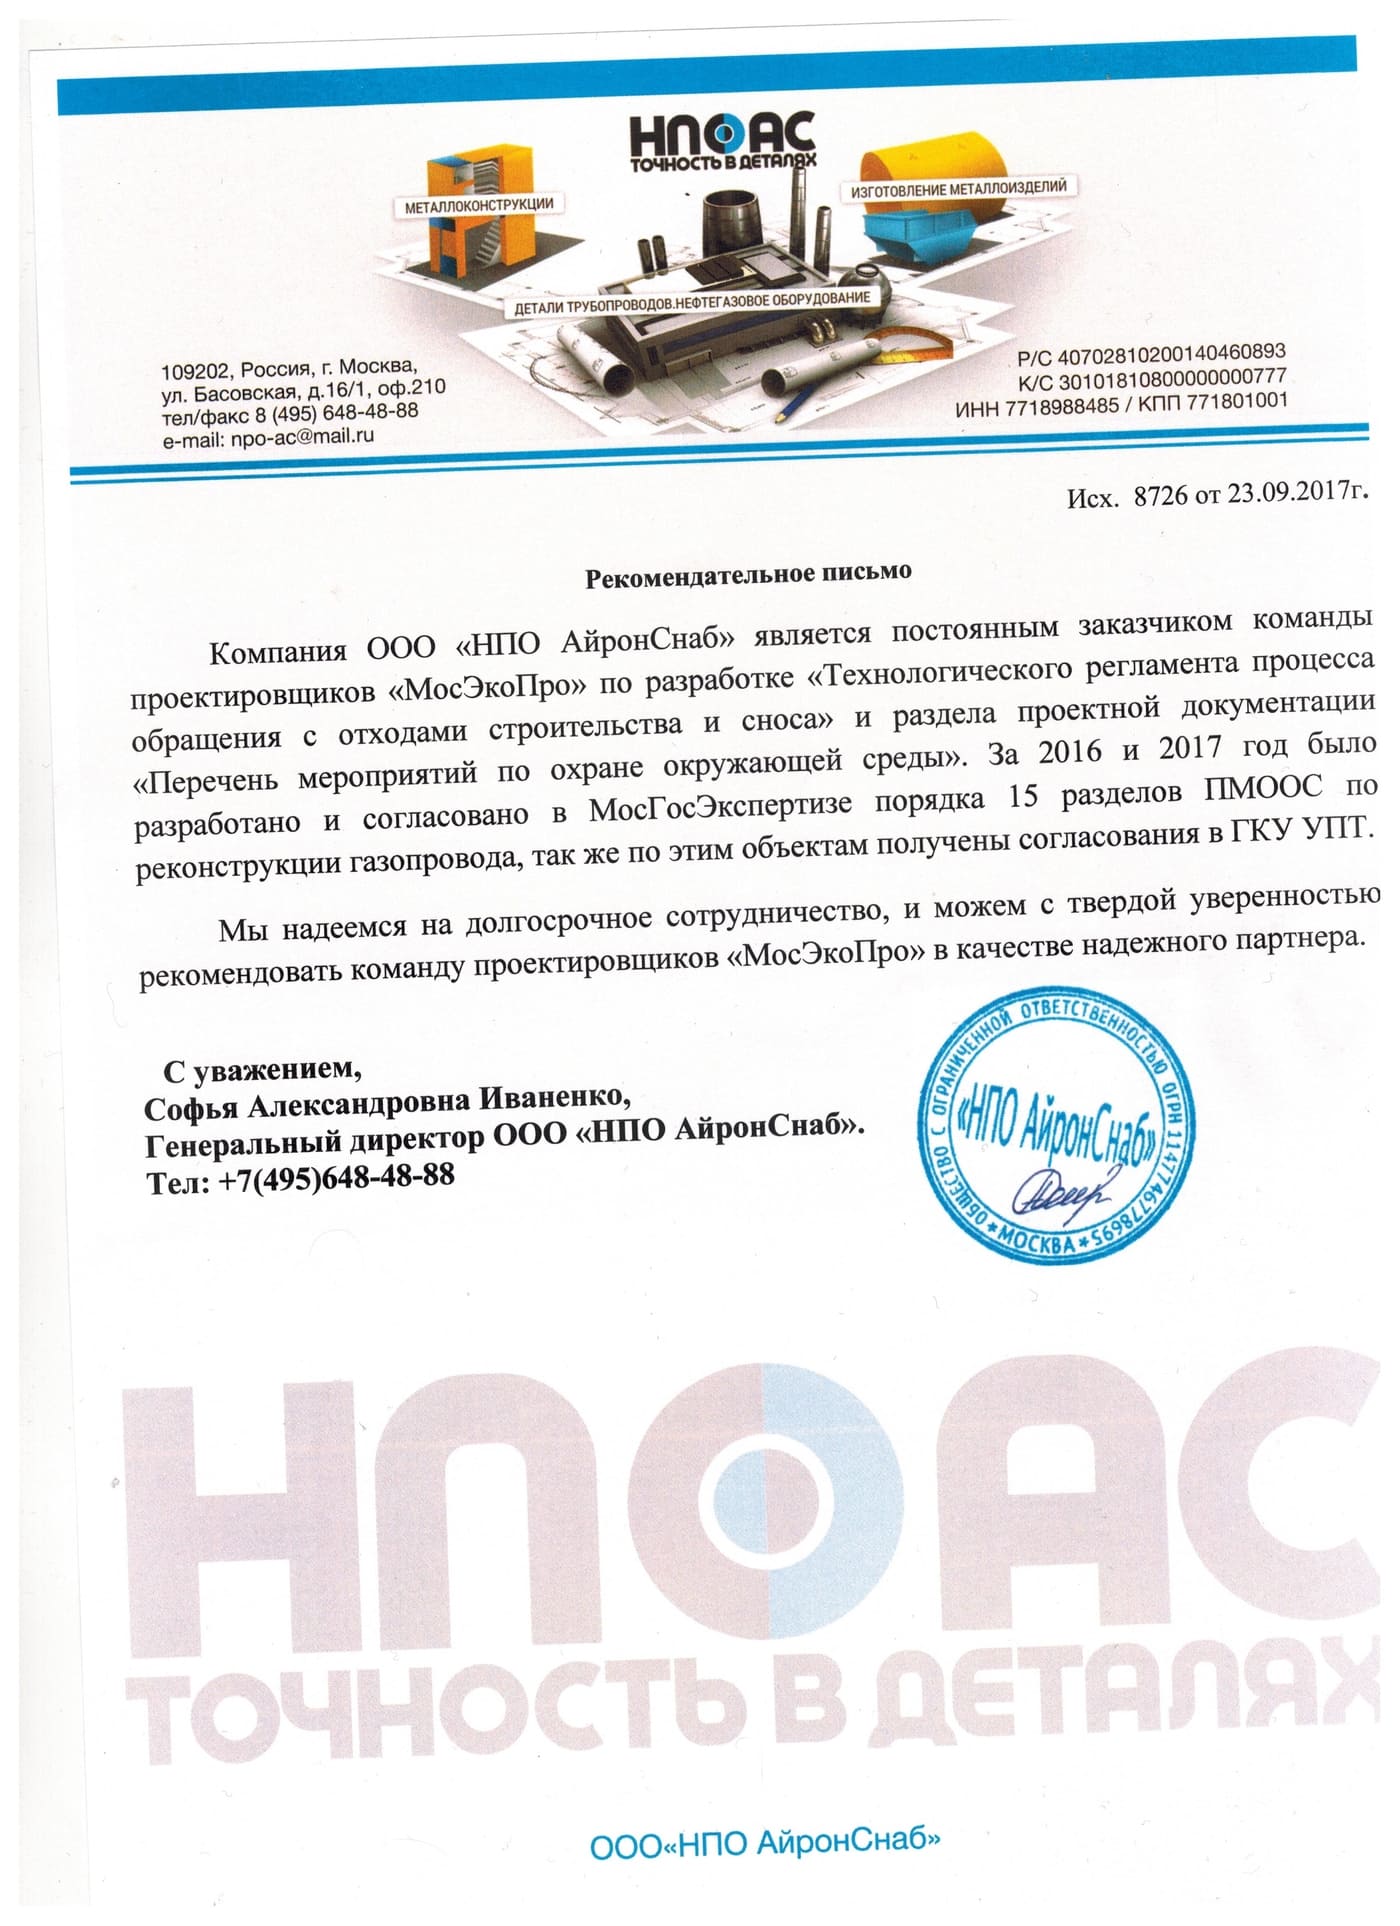 НПО АС
ТОЧНОСТЬ В ДЕТАЛЯХ
МЕТАЛЛОКОНСТРУКЦИИ
ИЗГОТОВЛЕНИЕ МЕТАЛЛОИЗДЕЛИЙ
ДЕТАЛИ ТРУБОПРОВОДОВ.НЕФТЕГАЗОВОЕ ОБОРУДОВАНИЕ
109202, Россия, г. Москва,
ул. Басовская, д.16/1, оф.210
тел/факс 8 (495) 648-48-88
e-mail: npo-ac@mail.ru
Р/С 40702810200140460893
К/С 30101810800000000777
ИНН 7718988485 / КПП 771801001
Исх. 8726 от 23.09.2017г.
Рекомендательное письмо
Компания ООО «НПО АйронСнаб» является постоянным заказчиком команды
проектировщиков «МосЭкоПро» по разработке «Технологического регламента процесса
обращения с отходами строительства и сноса» и раздела проектной документации
«Перечень мероприятий по охране окружающей среды». За 2016 и 2017 год было
разработано и согласовано в МосГосЭкспертизе порядка 15 разделов ПМООС по
реконструкции газопровода, так же по этим объектам получены согласования в ГКУ УПТ.
Мы надеемся на долгосрочное сотрудничество, и можем с твердой уверенностью
рекомендовать команду проектировщиков «МосЭкоПро» в качестве надежного партнера.
С уважением,
Софья Александровна Иваненко,
Генеральный директор ООО «НПО АйронСнаб».
Тел: +7(495)648-48-88
ОБЩЕСТВО С ОГРАНИЧЕННОЙ ОТВЕТСТВЕННОСТЬЮ ОГРН 1147746778695
«НПО АйронСнаб»
*МОСКВА*
НПО АС
ТОЧНОСТЬ В ДЕТАЛЯХ
ООО«НПО АйронСнаб»